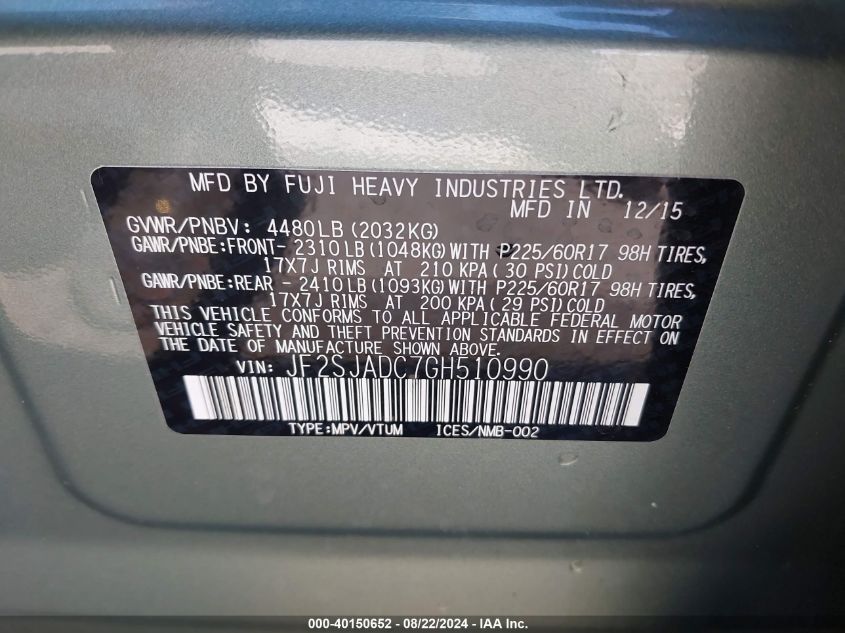 MFD BY FUJI HEAVY INDUSTRIES LTD.
MFD IN 12/15
GVWR/PNBV: 4480LB(2032KG)
GAWR/PNBE:FRONT- 2310LB(1048KG)WITH P225/60R17 98H TIRES,
17X7J RIMS AT 210 KPA( 30 PSI)COLD
GAWR/PNBE:REAR - 2410LB(1093KG)WITH P225/60R17 98H TIRES,
17X7J RIMS AT 200 KPA( 29 PSI)COLD
THIS VEHICLE CONFORMS TO ALL APPLICABLE FEDERAL MOTOR
VEHICLE SAFETY AND THEFT PREVENTION STANDARDS IN EFFECT ON
THE DATE OF MANUFACTURE SHOWN ABOVE.
VIN: JF2SJADC7GH510990
TYPE:MPV/VTUM ICES/NMB-002
000-40150652 - 08/22/2024 - IAA Inc.